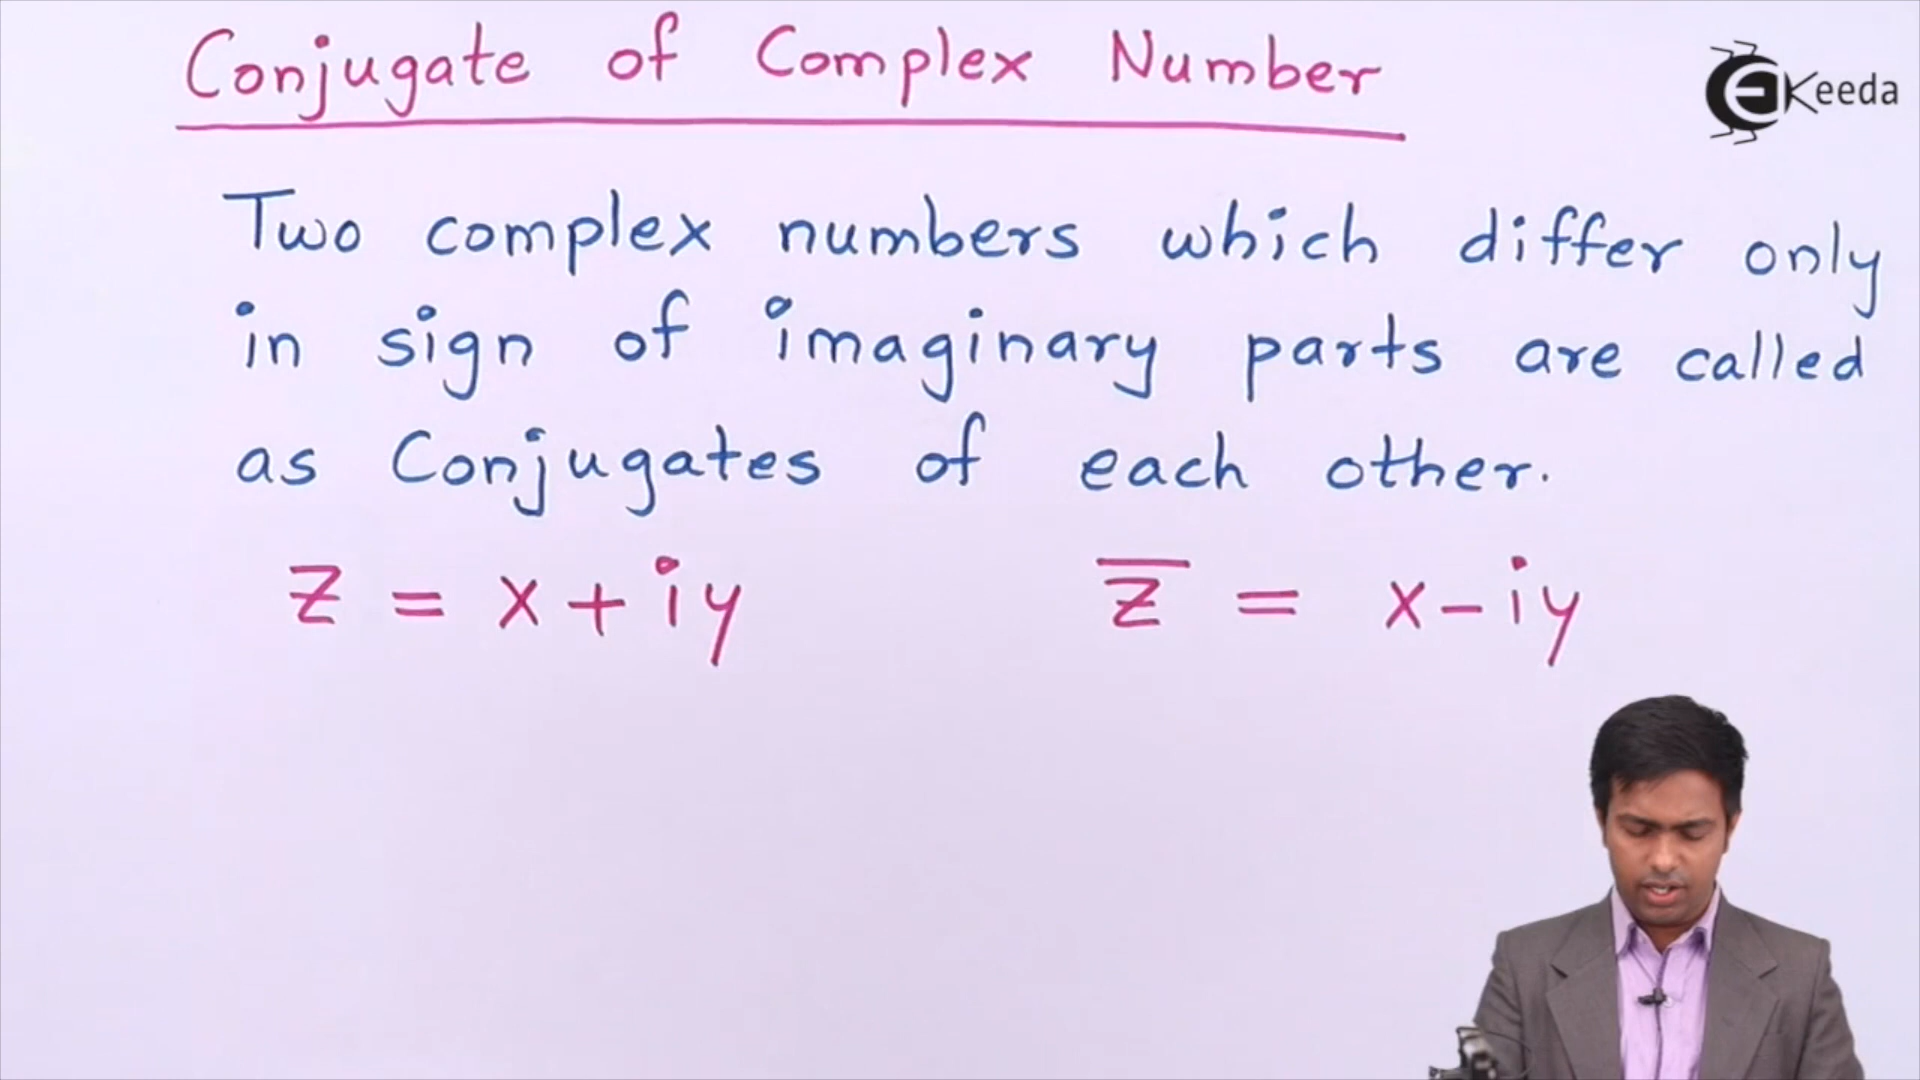 Conjugate of Complex Number
Keeda
Two complex numbers which differ only
in sign of imaginary parts are called
as Conjugates of each other.
z = x + iy
z̅ = x - iy